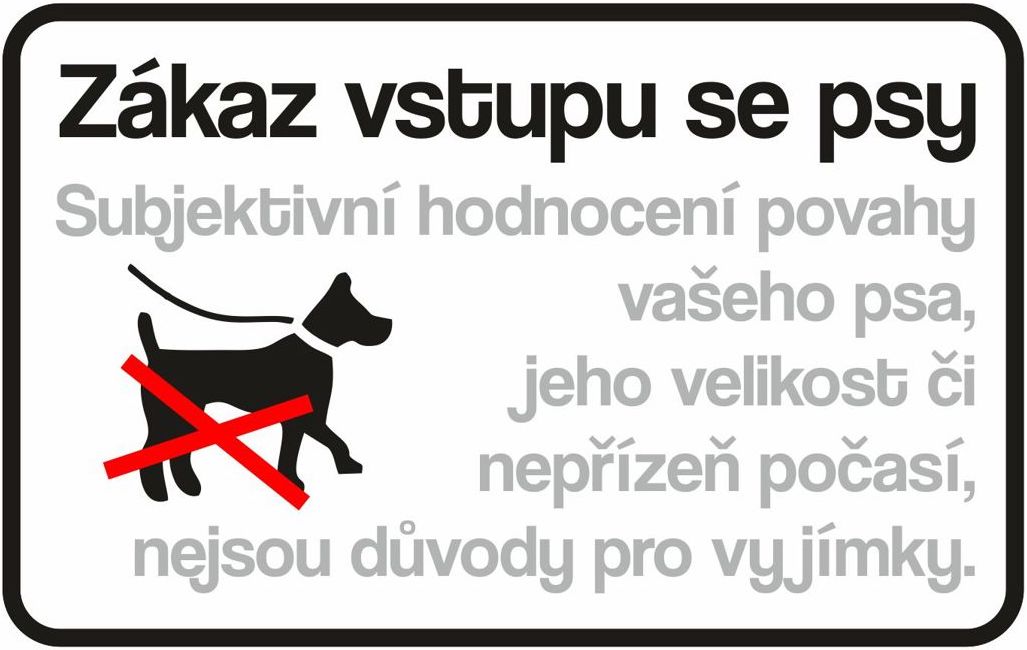 Zákaz vstupu se psy
Subjektivní hodnocení povahy
vašeho psa,
jeho velikost či
nepřízeň počasí,
nejsou důvody pro vyjímky.